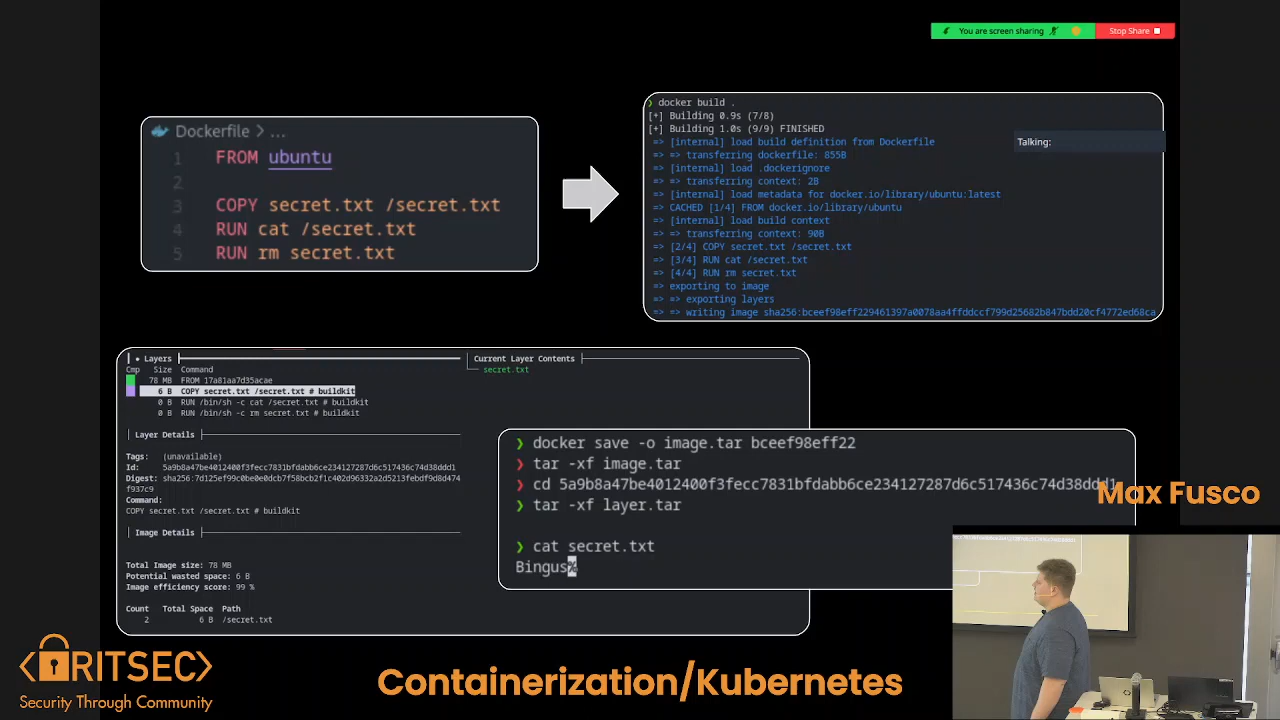 You are screen sharing
Stop Share
Dockerfile > ...
1 FROM ubuntu
2
3 COPY secret.txt /secret.txt
4 RUN cat /secret.txt
5 RUN rm secret.txt
❯ docker build .
[+] Building 0.9s (7/8)
[+] Building 1.0s (9/9) FINISHED
=> [internal] load build definition from Dockerfile
=> => transferring dockerfile: 855B
=> [internal] load .dockerignore
=> => transferring context: 2B
=> [internal] load metadata for docker.io/library/ubuntu:latest
=> CACHED [1/4] FROM docker.io/library/ubuntu
=> [internal] load build context
=> => transferring context: 90B
=> [2/4] COPY secret.txt /secret.txt
=> [3/4] RUN cat /secret.txt
=> [4/4] RUN rm secret.txt
=> exporting to image
=> => exporting layers
=> => writing image sha256:bceef98eff229461397a0078aa4ffddccf799d25682b847bdd20cf4772ed68ca
Talking:
● Layers
Cmp Size Command
78 MB FROM 17a81aa7d35acae
6 B COPY secret.txt /secret.txt # buildkit
0 B RUN /bin/sh -c cat /secret.txt # buildkit
0 B RUN /bin/sh -c rm secret.txt # buildkit
Layer Details
Tags: (unavailable)
Id: 5a9b8a47be4012400f3fecc7831bfdabb6ce234127287d6c517436c74d38ddd1
Digest: sha256:7d125ef99c0be0e0dcb7f58bcb2f1c402d96332a2d5213febdf9d8d474
f937c9
Command:
COPY secret.txt /secret.txt # buildkit
Image Details
Total Image size: 78 MB
Potential wasted space: 6 B
Image efficiency score: 99 %
Count Total Space Path
2 6 B /secret.txt
Current Layer Contents
secret.txt
❯ docker save -o image.tar bceef98eff22
❯ tar -xf image.tar
❯ cd 5a9b8a47be4012400f3fecc7831bfdabb6ce234127287d6c517436c74d38ddd1
❯ tar -xf layer.tar
❯ cat secret.txt
Bingus%
Max Fusco
RITSEC
Security Through Community
Containerization/Kubernetes